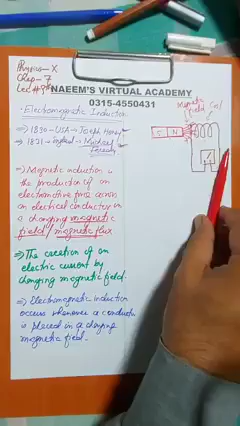 Physics-X
Chap-7
NAEEM'S VIRTUAL ACADEMY
0315-4550431
Magnetic
field
Coil
:-Electromagnetic Induction
⇒ 1830 - USA - Joseph Henry
⇒ 1831 - England - Michael
Faraday
S N
⇒ Magnetic induction is
the production of an
electromotive force across
an electrical conductor in
a changing magnetic
field / magnetic flux
⇒ The creation of an
electric current by
changing magnetic field.
⇒ Electromagnetic induction
occurs whenever a conductor
is placed in a changing
magnetic field.